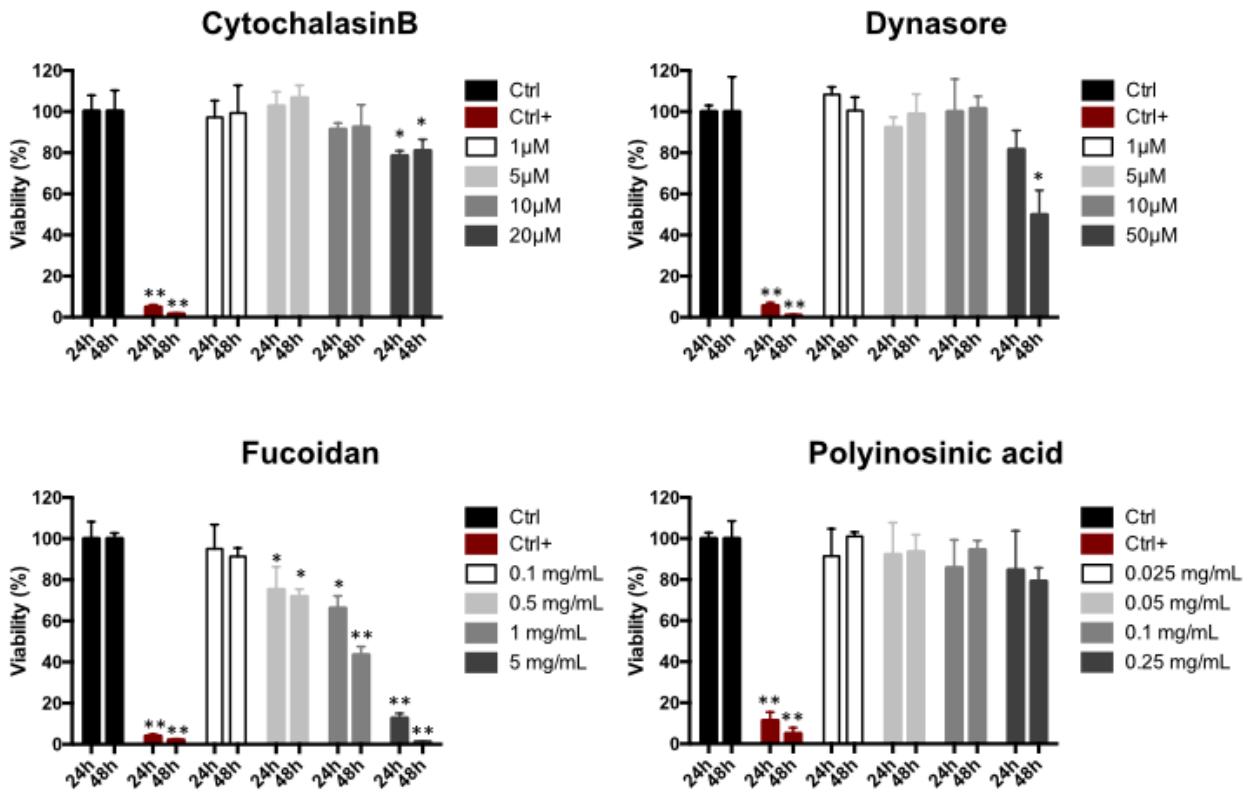 CytochalasinB
120
100
80
60
40
20
0
Viability (%)
* *
** **
24h 48h 24h 48h 24h 48h 24h 48h 24h 48h 24h 48h
Ctrl
Ctrl+
1µM
5µM
10µM
20µM
Dynasore
120
100
80
60
40
20
0
Viability (%)
*
** **
24h 48h 24h 48h 24h 48h 24h 48h 24h 48h 24h 48h
Ctrl
Ctrl+
1µM
5µM
10µM
50µM
Fucoidan
120
100
80
60
40
20
0
Viability (%)
** ** * * * ** ** **
24h 48h 24h 48h 24h 48h 24h 48h 24h 48h 24h 48h
Ctrl
Ctrl+
0.1 mg/mL
0.5 mg/mL
1 mg/mL
5 mg/mL
Polyinosinic acid
120
100
80
60
40
20
0
Viability (%)
** **
24h 48h 24h 48h 24h 48h 24h 48h 24h 48h 24h 48h
Ctrl
Ctrl+
0.025 mg/mL
0.05 mg/mL
0.1 mg/mL
0.25 mg/mL